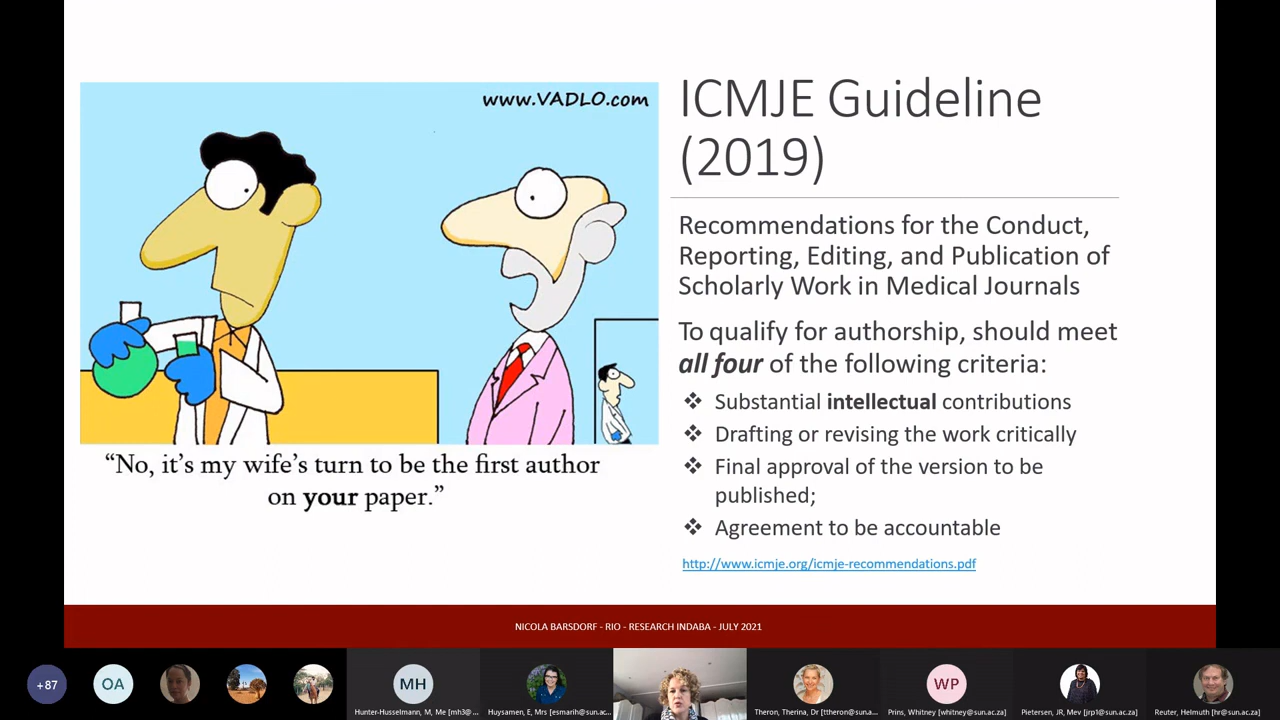 www.VADLO.com
"No, it's my wife's turn to be the first author
on your paper."
ICMJE Guideline
(2019)
Recommendations for the Conduct,
Reporting, Editing, and Publication of
Scholarly Work in Medical Journals
To qualify for authorship, should meet
all four of the following criteria:
❖ Substantial intellectual contributions
❖ Drafting or revising the work critically
❖ Final approval of the version to be
published;
❖ Agreement to be accountable
http://www.icmje.org/icmje-recommendations.pdf
NICOLA BARSDORF - RIO - RESEARCH INDABA - JULY 2021
+87
OA
MH
WP
Hunter-Husselmann, M, Me [mh3@...
Huysamen, E, Mrs [esmarih@sun.ac...
Theron, Therina, Dr [ttheron@sun.a...
Prins, Whitney [whitney@sun.ac.za]
Pietersen, JR, Mev [jrp1@sun.ac.za]
Reuter, Helmuth [hr@sun.ac.za]